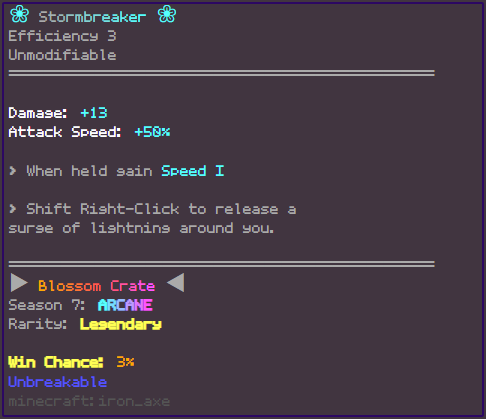 ❀ Stormbreaker ❀
Efficiency 3
Unmodifiable
Damage: +13
Attack Speed: +50%
> When held gain Speed I
> Shift Right-Click to release a
surge of lightning around you.
▶ Blossom Crate ◀
Season 7: ARCANE
Rarity: Legendary
Win Chance: 3%
Unbreakable
minecraft:iron_axe